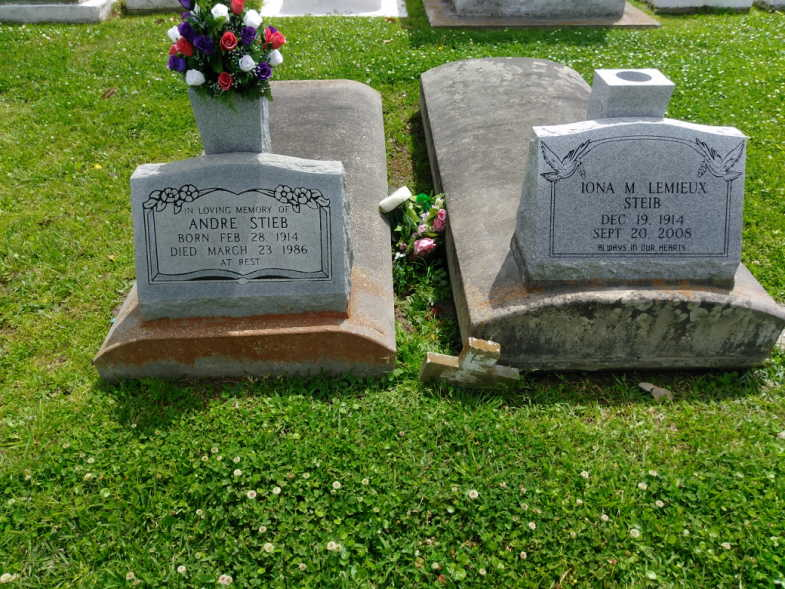 IN LOVING MEMORY OF
ANDRE STIEB
BORN FEB 28 1914
DIED MARCH 23 1986
AT REST
IONA M LEMIEUX
STEIB
DEC 19, 1914
SEPT 20, 2008
ALWAYS IN OUR HEARTS